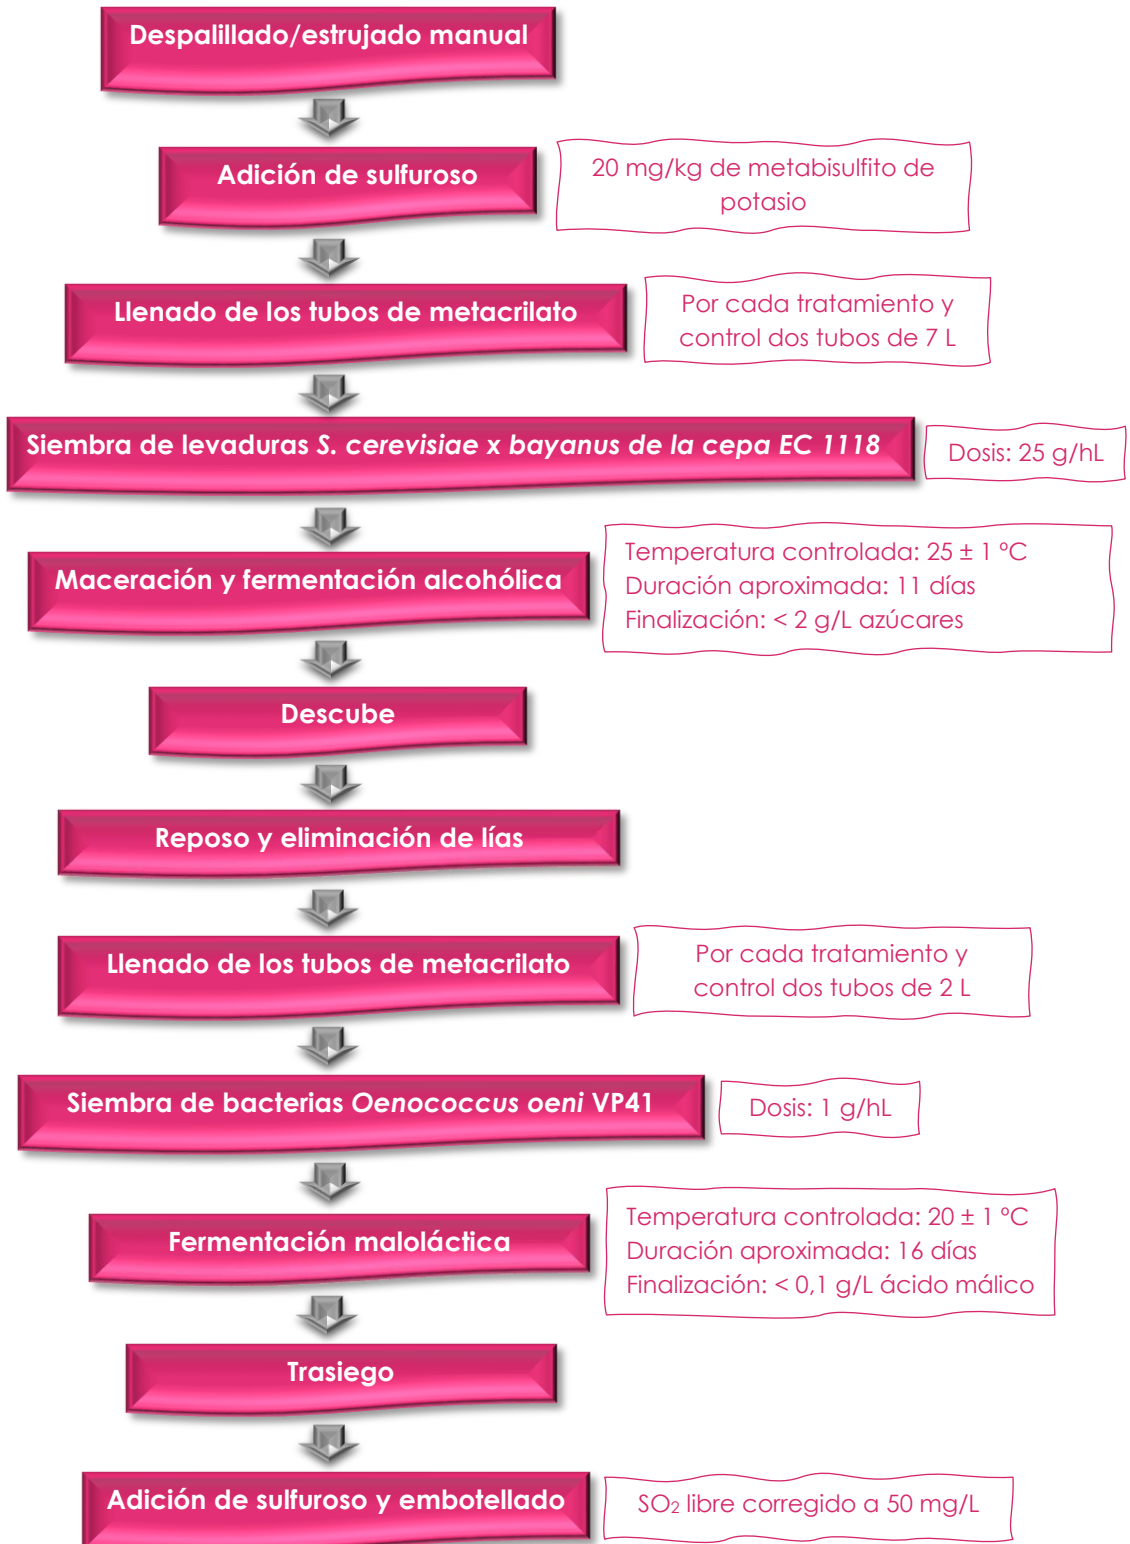 Despalillado/estrujado manual
Adición de sulfuroso
20 mg/kg de metabisulfito de
potasio
Llenado de los tubos de metacrilato
Por cada tratamiento y
control dos tubos de 7 L
Siembra de levaduras S. cerevisiae x bayanus de la cepa EC 1118
Dosis: 25 g/hL
Maceración y fermentación alcohólica
Temperatura controlada: 25 ± 1 ºC
Duración aproximada: 11 días
Finalización: < 2 g/L azúcares
Descube
Reposo y eliminación de lías
Llenado de los tubos de metacrilato
Por cada tratamiento y
control dos tubos de 2 L
Siembra de bacterias Oenococcus oeni VP41
Dosis: 1 g/hL
Fermentación maloláctica
Temperatura controlada: 20 ± 1 ºC
Duración aproximada: 16 días
Finalización: < 0,1 g/L ácido málico
Trasiego
Adición de sulfuroso y embotellado
SO₂ libre corregido a 50 mg/L